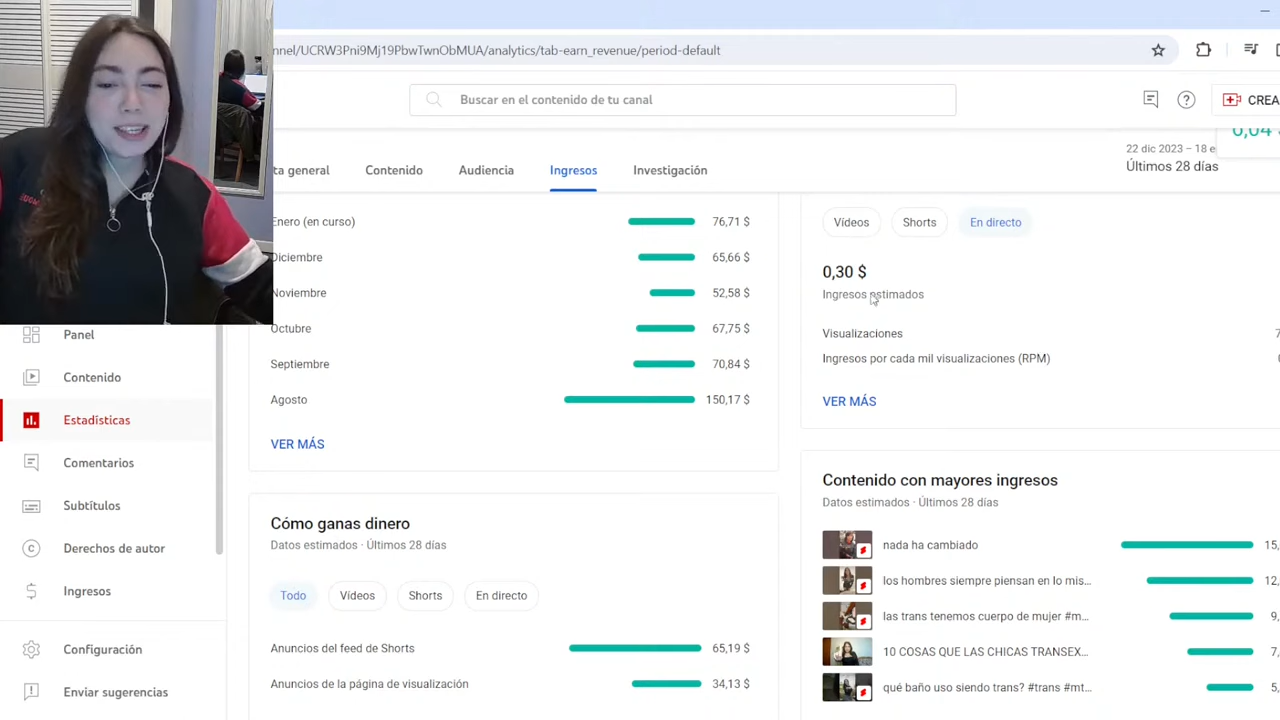 nnel/UCRW3Pni9Mj19PbwTwnObMUA/analytics/tab-earn_revenue/period-default
Buscar en el contenido de tu canal
CREA
22 dic 2023 – 18 e
Últimos 28 días
ta general Contenido Audiencia Ingresos Investigación
Enero (en curso) 76,71 $
Diciembre 65,66 $
Noviembre 52,58 $
Octubre 67,75 $
Septiembre 70,84 $
Agosto 150,17 $
VER MÁS
Vídeos Shorts En directo
0,30 $
Ingresos estimados
Visualizaciones 7
Ingresos por cada mil visualizaciones (RPM)
VER MÁS
Panel
Contenido
Estadísticas
Comentarios
Subtítulos
Derechos de autor
Ingresos
Configuración
Enviar sugerencias
Cómo ganas dinero
Datos estimados · Últimos 28 días
Todo Vídeos Shorts En directo
Anuncios del feed de Shorts 65,19 $
Anuncios de la página de visualización 34,13 $
Contenido con mayores ingresos
Datos estimados · Últimos 28 días
nada ha cambiado 15,
los hombres siempre piensan en lo mis... 12,
las trans tenemos cuerpo de mujer #m... 9,
10 COSAS QUE LAS CHICAS TRANSEX... 7,
qué baño uso siendo trans? #trans #mt... 5,